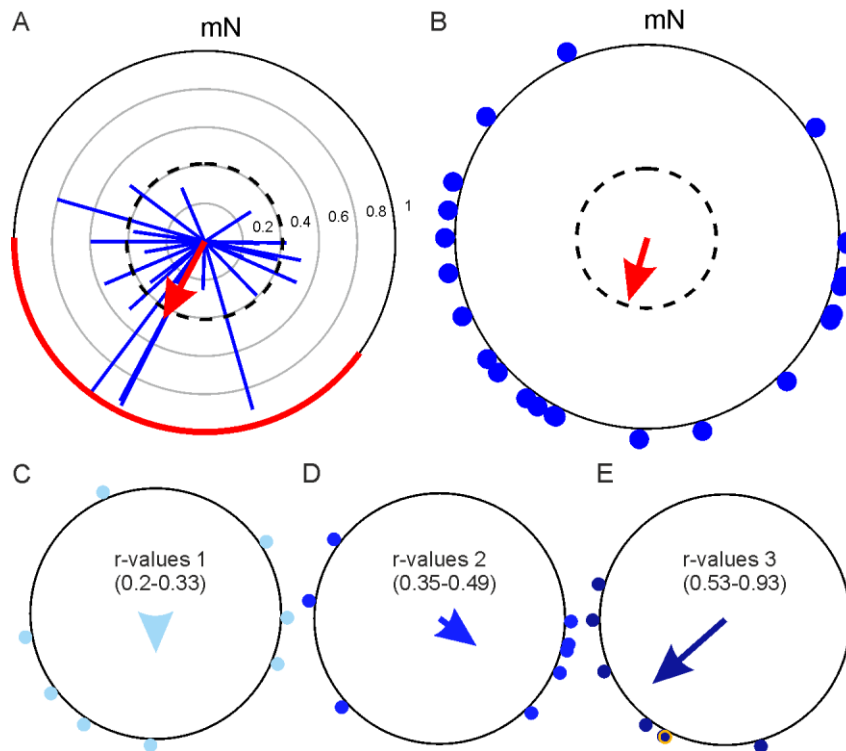 A
mN
0.2
0.4
0.6
0.8
1
B
mN
C
r-values 1
(0.2-0.33)
D
r-values 2
(0.35-0.49)
E
r-values 3
(0.53-0.93)